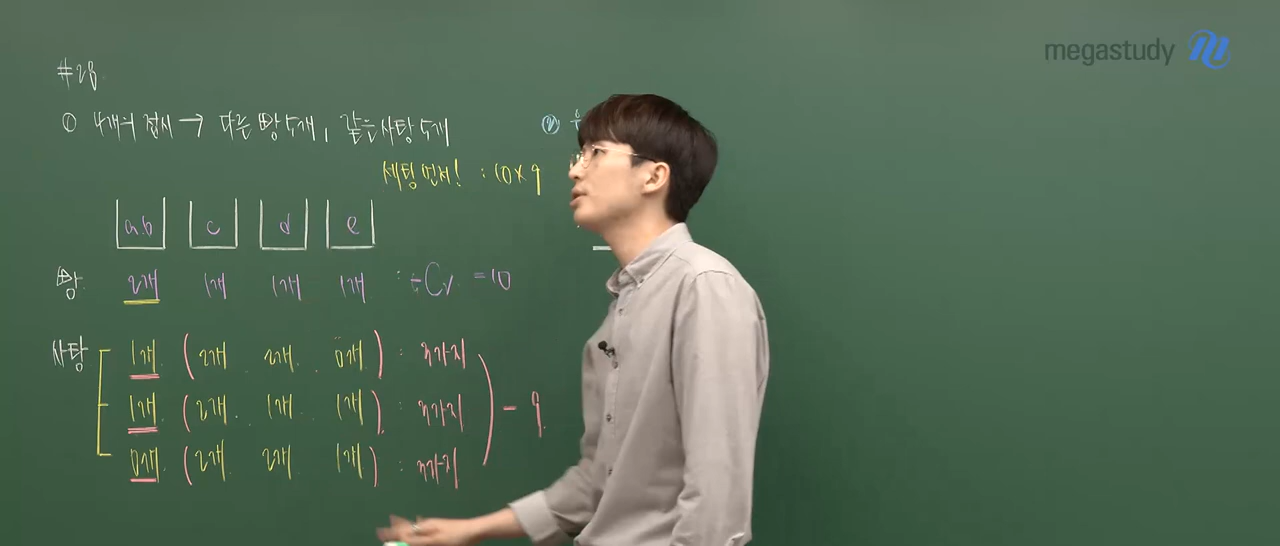 megastudy
#28.
① 4개의 접시 → 다른 빵 5개, 같은 사탕 5개
②
세팅 먼저! : 10×9
a.b c d e
빵 2개 1개 1개 1개 : 5C2 = 10
사탕 1개 (2개 . 2개 . 0개) : 3가지
1개 (2개 . 1개 . 1개) : 3가지 - 9.
0개 (2개 . 2개 . 1개) : 3가지